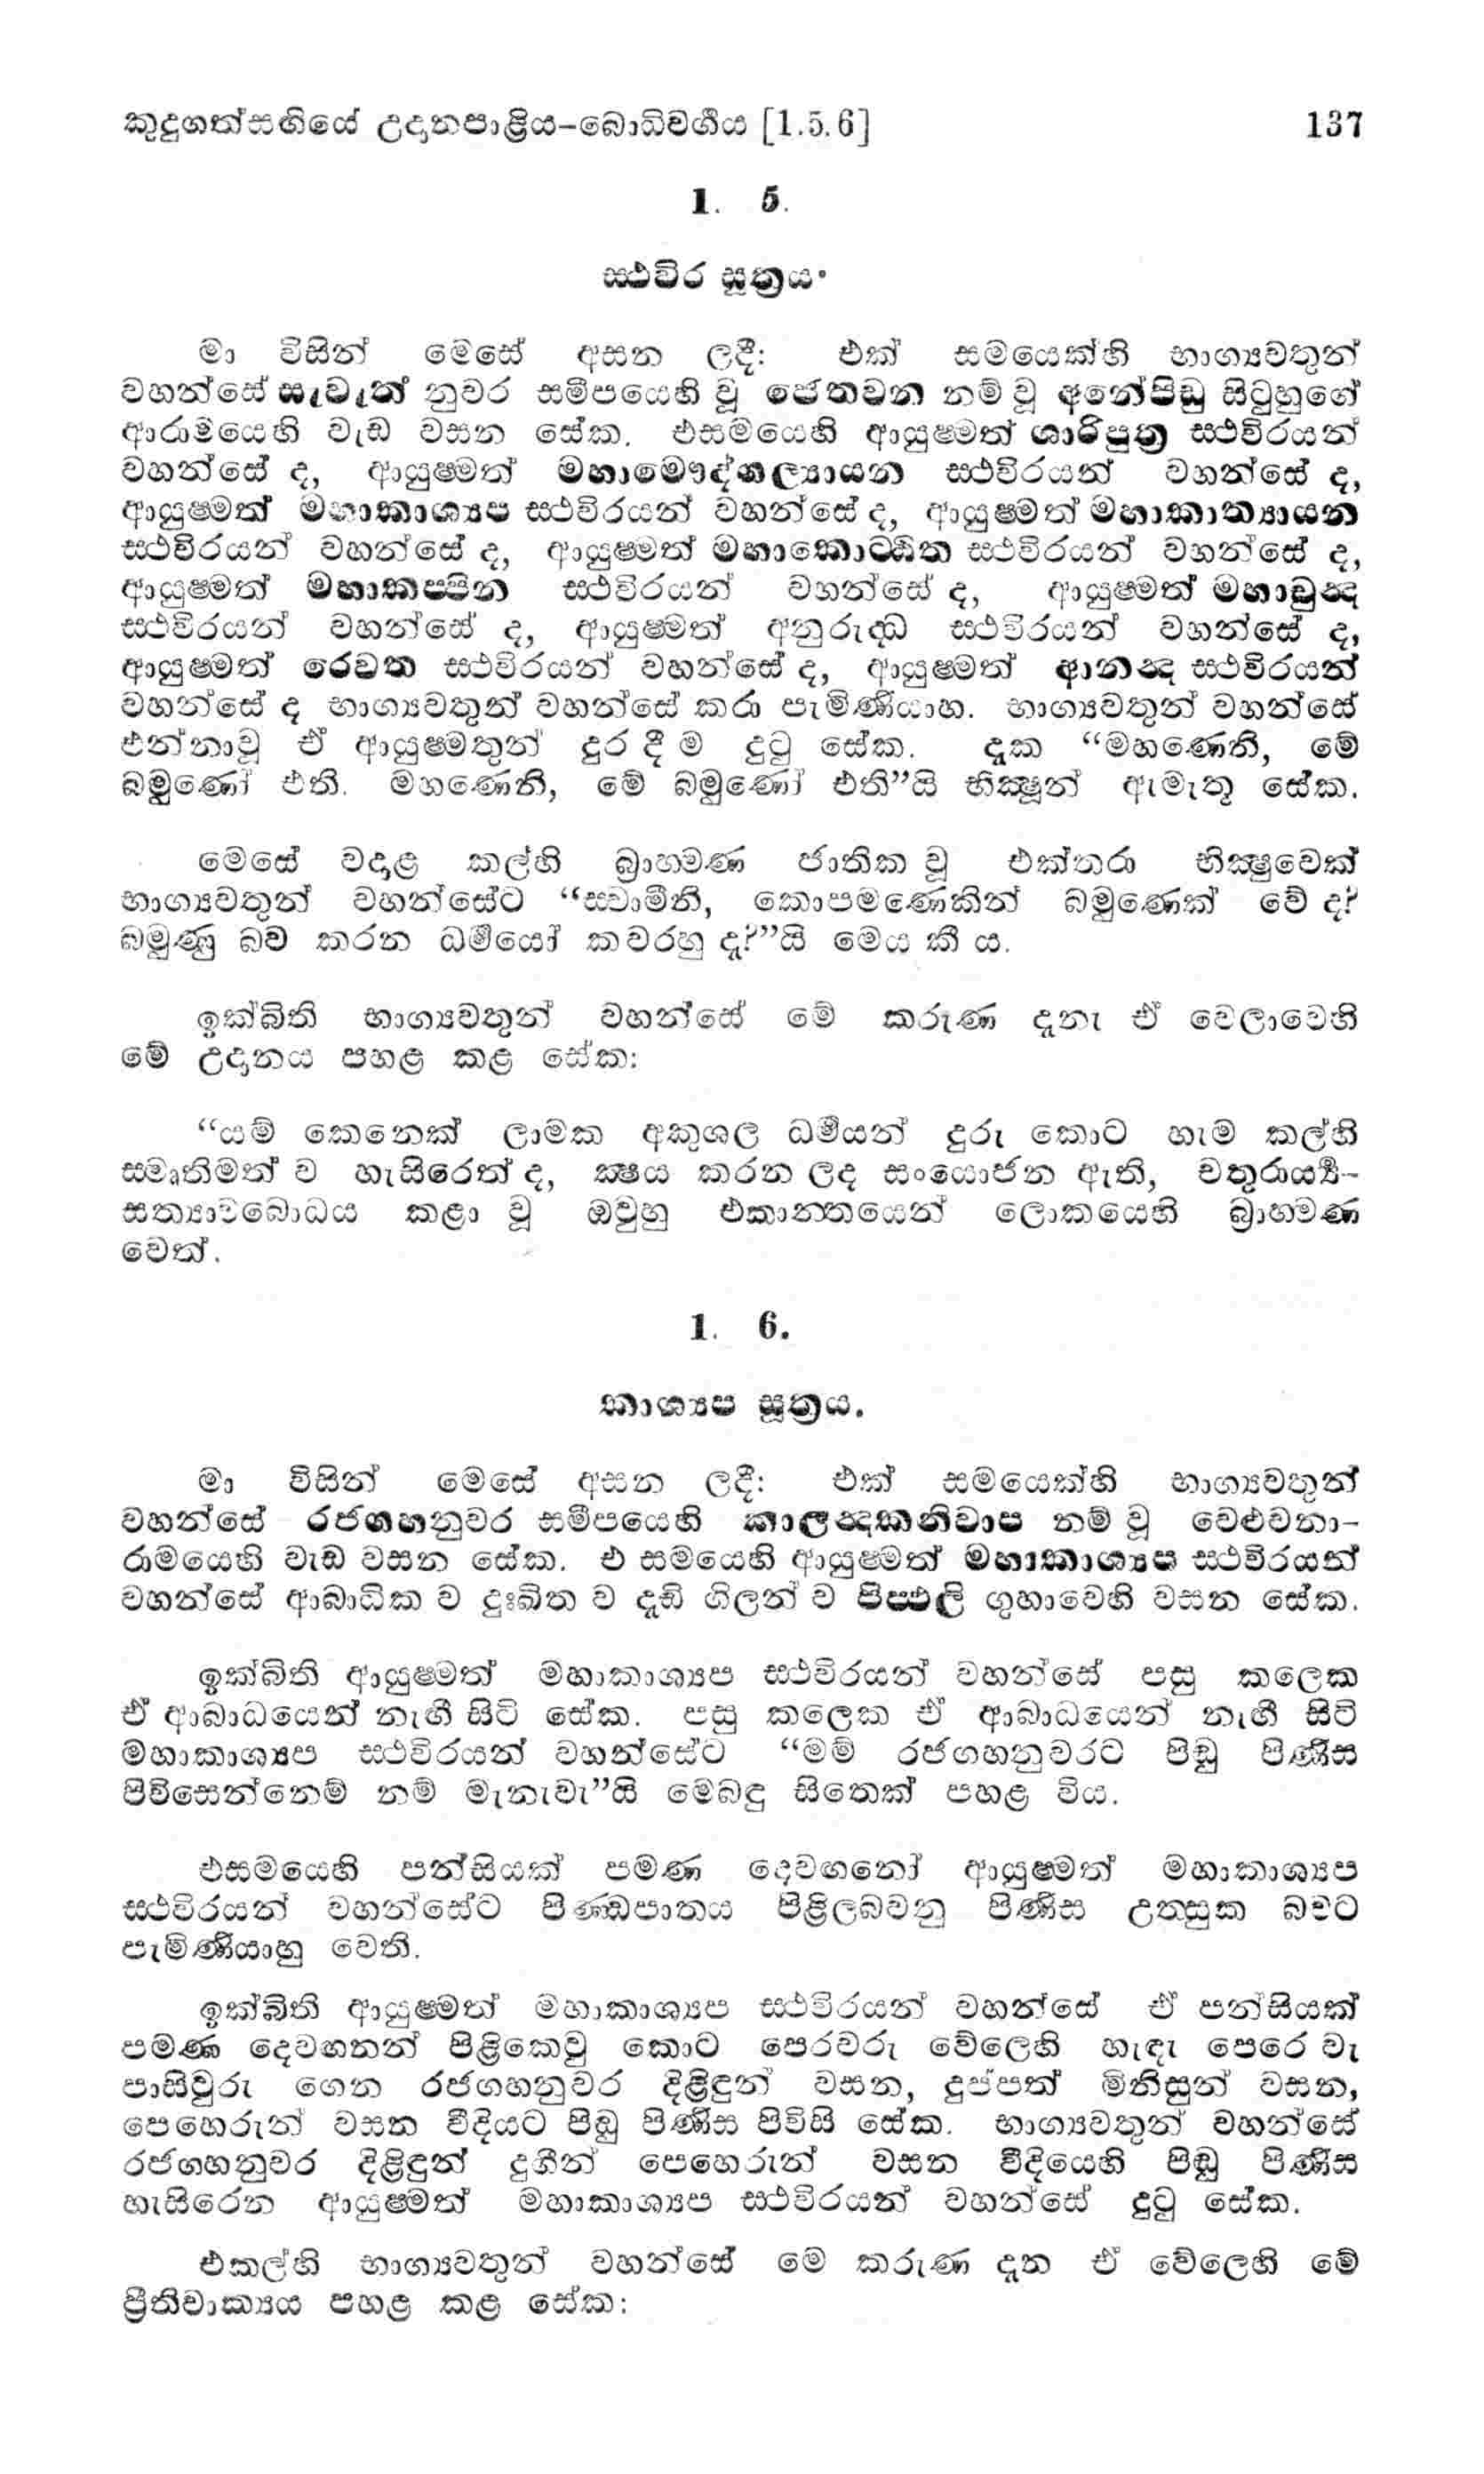 කුදුගත්සඟියේ උදානපාළිය-බොධිවර්‍ගය [1.5.6] 137
1. 5.
ස්ථවිර සූත්‍රය.
මා විසින් මෙසේ අසන ලදී: එක් සමයෙක්හි භාග්‍යවතුන්
වහන්සේ සැවැත් නුවර සමීපයෙහි වූ ජෙතවන නම් වූ අනේපිඬු සිටුහුගේ
ආරාමයෙහි වැඩ වසන සේක. එසමයෙහි ආයුෂ්මත් ශාරිපුත්‍ර ස්ථවිරයන්
වහන්සේ ද, ආයුෂ්මත් මහාමෞද්ගල්‍යායන ස්ථවිරයන් වහන්සේ ද,
ආයුෂ්මත් මහාකාශ්‍යප ස්ථවිරයන් වහන්සේ ද, ආයුෂ්මත් මහාකාත්‍යායන
ස්ථවිරයන් වහන්සේ ද, ආයුෂ්මත් මහාකොට්ඨිත ස්ථවිරයන් වහන්සේ ද,
ආයුෂ්මත් මහාකප්පින ස්ථවිරයන් වහන්සේ ද, ආයුෂ්මත් මහාචුන්‍ද
ස්ථවිරයන් වහන්සේ ද, ආයුෂ්මත් අනුරුද්‍ධ ස්ථවිරයන් වහන්සේ ද,
ආයුෂ්මත් රෙවත ස්ථවිරයන් වහන්සේ ද, ආයුෂ්මත් ආනන්‍ද ස්ථවිරයන්
වහන්සේ ද භාග්‍යවතුන් වහන්සේ කරා පැමිණියාහ. භාග්‍යවතුන් වහන්සේ
එන්නාවූ ඒ ආයුෂ්මතුන් දුර දී ම දුටු සේක. දැක “මහණෙනි, මේ
බමුණෝ එති. මහණෙනි, මේ බමුණෝ එති”යි භික්‍ෂූන් ඇමැතූ සේක.
මෙසේ වදාළ කල්හි බ්‍රාහ්මණ ජාතික වූ එක්තරා භික්‍ෂුවෙක්
භාග්‍යවතුන් වහන්සේට “ස්වාමීනි, කොපමණෙකින් බමුණෙක් වේ ද?
බමුණු බව කරන ධර්‍මයෝ කවරහු දැ?”යි මෙය කී ය.
ඉක්බිති භාග්‍යවතුන් වහන්සේ මේ කරුණ දැනැ ඒ වෙලාවෙහි
මේ උදානය පහළ කළ සේක:
“යම් කෙනෙක් ලාමක අකුශල ධර්‍මයන් දුරු කොට හැම කල්හි
ස්මෘතිමත් ව හැසිරෙත් ද, ක්‍ෂය කරන ලද සංයොජන ඇති, චතුරාර්‍ය්‍ය-
සත්‍යාවබොධය කළා වූ ඔවුහු එකාන්තයෙන් ලොකයෙහි බ්‍රාහ්මණ
වෙත්.
1. 6.
කාශ්‍යප සූත්‍රය.
මා විසින් මෙසේ අසන ලදී: එක් සමයෙක්හි භාග්‍යවතුන්
වහන්සේ රජගහනුවර සමීපයෙහි කාලන්‍දකනිවාප නම් වූ වෙළුවනා-
රාමයෙහි වැඩ වසන සේක. එ සමයෙහි ආයුෂ්මත් මහාකාශ්‍යප ස්ථවිරයන්
වහන්සේ ආබාධික ව දුඃඛිත ව දැඩි ගිලන් ව පිප්ඵලි ගුහාවෙහි වසන සේක.
ඉක්බිති ආයුෂ්මත් මහාකාශ්‍යප ස්ථවිරයන් වහන්සේ පසු කලෙක
ඒ ආබාධයෙන් නැඟී සිටි සේක. පසු කලෙක ඒ ආබාධයෙන් නැඟී සිටි
මහාකාශ්‍යප ස්ථවිරයන් වහන්සේට “මම් රජගහනුවරට පිඬු පිණිස
පිවිසෙන්නෙම් නම් මැනැවැ”යි මෙබඳු සිතෙක් පහළ විය.
එසමයෙහි පන්සියක් පමණ දෙවඟනෝ ආයුෂ්මත් මහාකාශ්‍යප
ස්ථවිරයන් වහන්සේට පිණ්ඩපාතය පිළිලබවනු පිණිස උත්සුක බවට
පැමිණියාහු වෙති.
ඉක්බිති ආයුෂ්මත් මහාකාශ්‍යප ස්ථවිරයන් වහන්සේ ඒ පන්සියක්
පමණ දෙවඟනන් පිළිකෙවු කොට පෙරවරු වේලෙහි හැඳැ පෙරෙ වැ
පාසිවුරු ගෙන රජගහනුවර දිළිඳුන් වසන, දුප්පත් මිනිසුන් වසන,
පෙහෙරුන් වසන වීදියට පිඬු පිණිස පිවිසි සේක. භාග්‍යවතුන් වහන්සේ
රජගහනුවර දිළිඳුන් දුගීන් පෙහෙරුන් වසන වීදියෙහි පිඬු පිණිස
හැසිරෙන ආයුෂ්මත් මහාකාශ්‍යප ස්ථවිරයන් වහන්සේ දුටු සේක.
එකල්හි භාග්‍යවතුන් වහන්සේ මෙ කරුණ දැන ඒ වේලෙහි මේ
ප්‍රීතිවාක්‍යය පහළ කළ සේක: